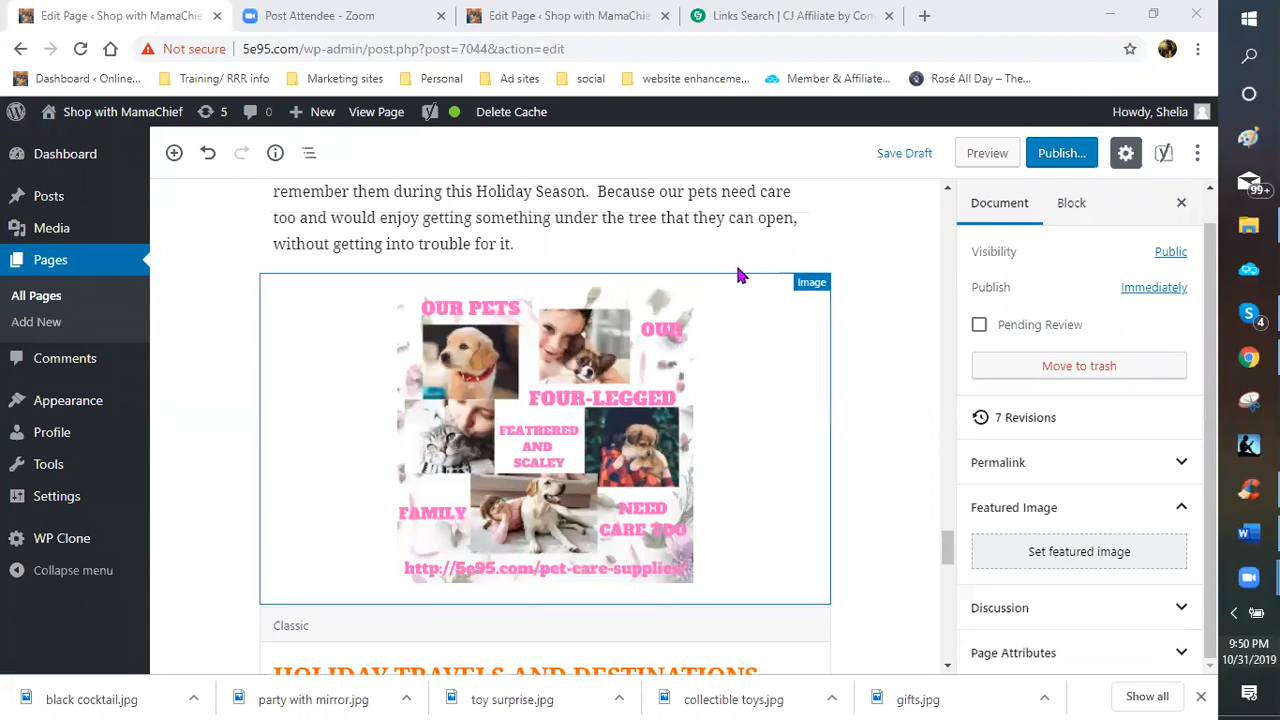 Edit Page ‹ Shop with MamaChie
Post Attendee - Zoom
Edit Page ‹ Shop with MamaChie
Links Search | CJ Affiliate by Con
Not secure
5e95.com/wp-admin/post.php?post=7044&action=edit
Dashboard ‹ Online...
Training/ RRR info
Marketing sites
Personal
Ad sites
social
website enhanceme...
Member & Affiliate...
Rosé All Day – The...
Shop with MamaChief
5
0
New
View Page
Delete Cache
Howdy, Shelia
Dashboard
Posts
Media
Pages
All Pages
Add New
Comments
Appearance
Profile
Tools
Settings
WP Clone
Collapse menu
Save Draft
Preview
Publish...
remember them during this Holiday Season. Because our pets need care
too and would enjoy getting something under the tree that they can open,
without getting into trouble for it.
Image
OUR PETS
OUR
FOUR-LEGGED
FEATHERED
AND
SCALEY
FAMILY
NEED
CARE TOO
http://5e95.com/pet-care-supplies/
Classic
HOLIDAY TRAVELS AND DESTINATIONS
Document
Block
Visibility
Public
Publish
Immediately
Pending Review
Move to trash
7 Revisions
Permalink
Featured Image
Set featured image
Discussion
Page Attributes
99+
4
9:50 PM
10/31/2019
black cocktail.jpg
party with mirror.jpg
toy surprise.jpg
collectible toys.jpg
gifts.jpg
Show all